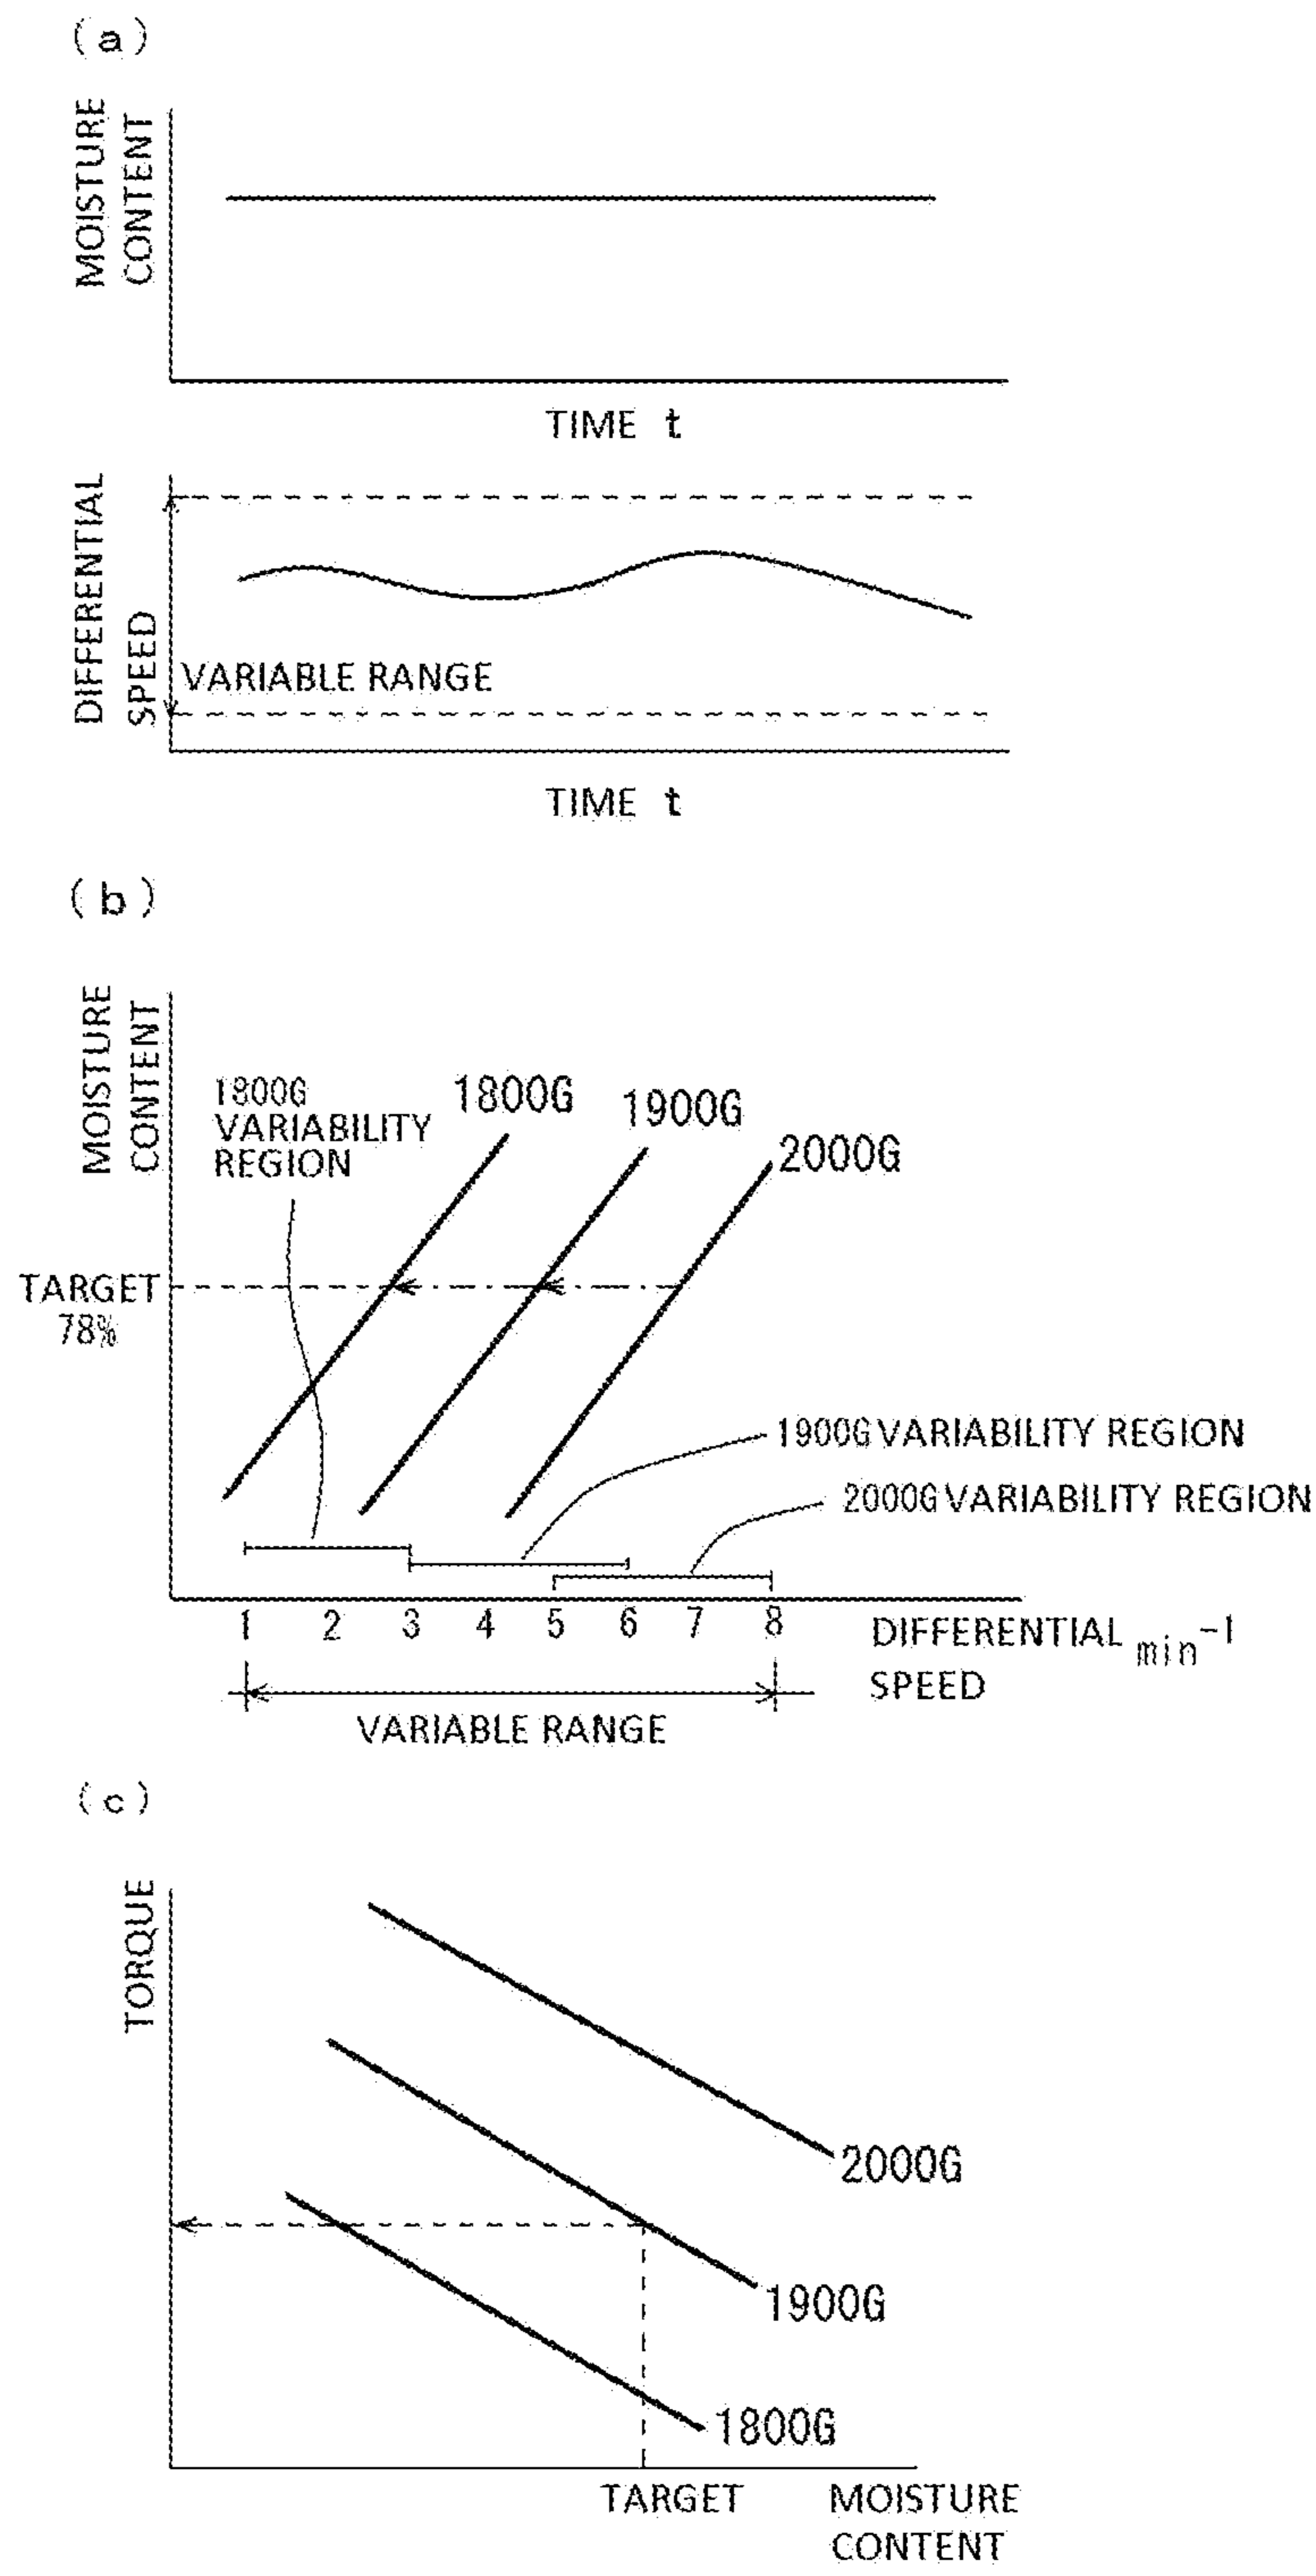 (a)
MOISTURE
CONTENT
TIME t
DIFFERENTIAL
SPEED
VARIABLE RANGE
TIME t
(b)
MOISTURE
CONTENT
1800G
VARIABILITY
REGION
1800G
1900G
2000G
TARGET
78%
1900G VARIABILITY REGION
2000G VARIABILITY REGION
1 2 3 4 5 6 7 8
DIFFERENTIAL min⁻¹
SPEED
VARIABLE RANGE
(c)
TORQUE
2000G
1900G
1800G
TARGET
MOISTURE
CONTENT